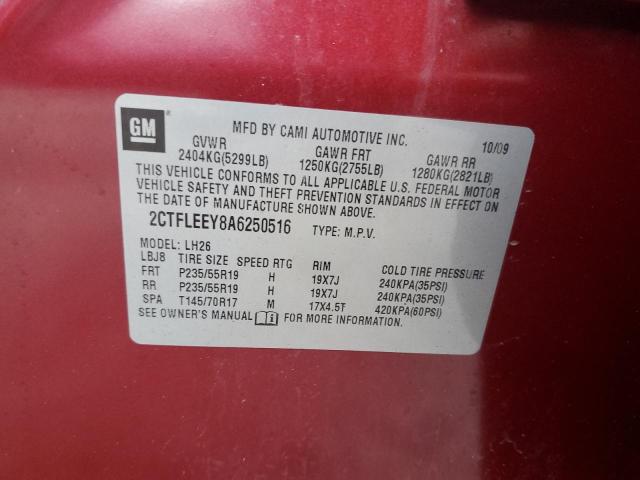 GM
MFD BY CAMI AUTOMOTIVE INC. 10/09
GVWR GAWR FRT GAWR RR
2404KG(5299LB) 1250KG(2755LB) 1280KG(2821LB)
THIS VEHICLE CONFORMS TO ALL APPLICABLE U.S. FEDERAL MOTOR
VEHICLE SAFETY AND THEFT PREVENTION STANDARDS IN EFFECT ON
THE DATE OF MANUFACTURE SHOWN ABOVE.
2CTFLEEY8A6250516 TYPE: M.P.V.
MODEL: LH26
LBJ8 TIRE SIZE SPEED RTG RIM COLD TIRE PRESSURE
FRT P235/55R19 H 19X7J 240KPA(35PSI)
RR P235/55R19 H 19X7J 240KPA(35PSI)
SPA T145/70R17 M 17X4.5T 420KPA(60PSI)
SEE OWNER'S MANUAL FOR MORE INFORMATION.